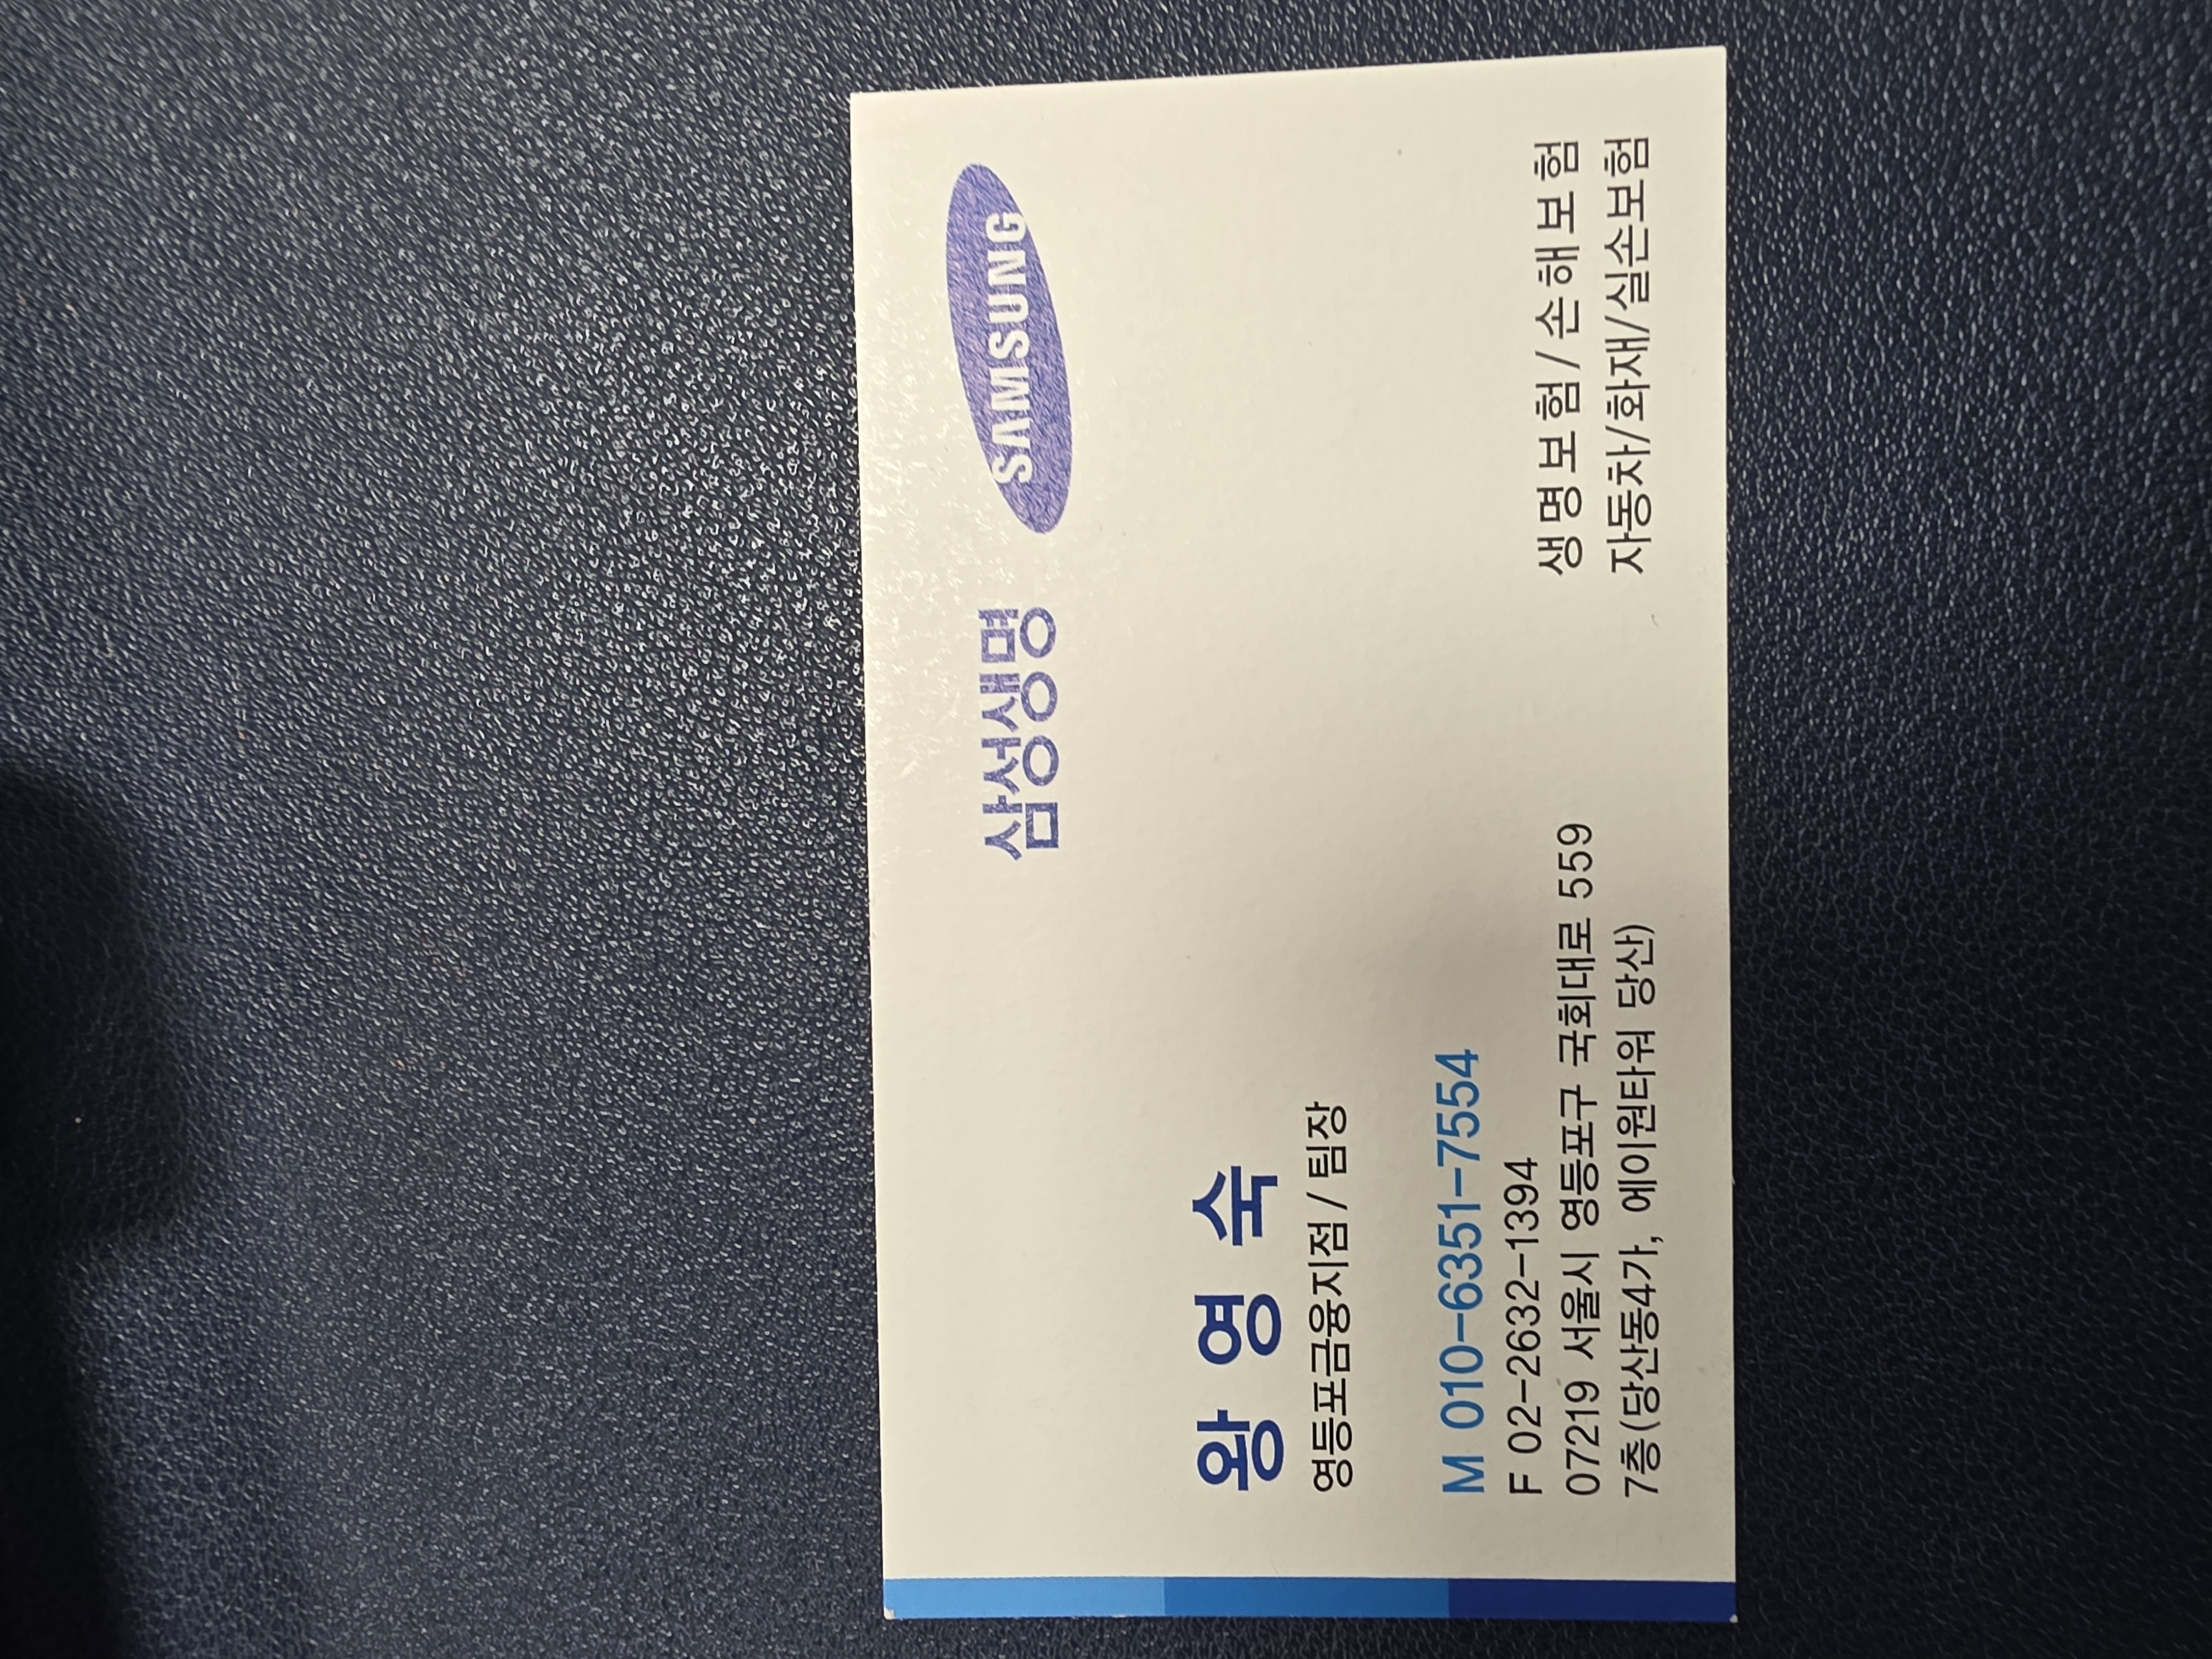 삼성생명 SAMSUNG
왕영숙
영등포금융지점 / 팀장
M 010-6351-7554
F 02-2632-1394
07219 서울시 영등포구 국회대로 559
7층(당산동4가, 에이원타워 당산)
생명보험/손해보험
자동차/화재/실손보험